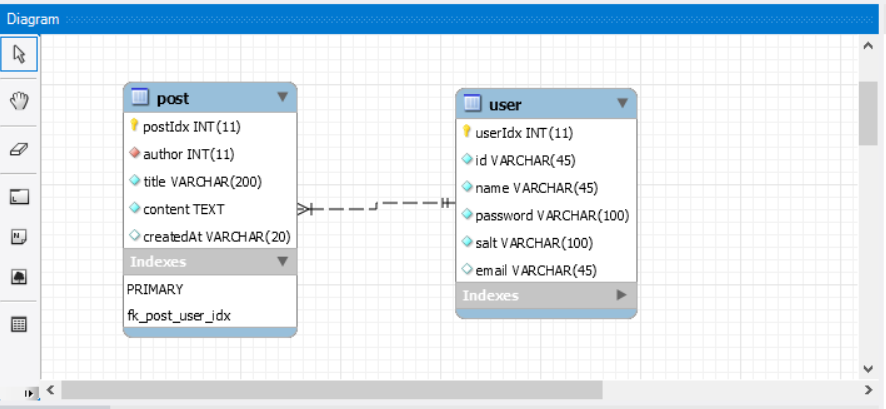 Diagram
post
postIdx INT(11)
author INT(11)
title VARCHAR(200)
content TEXT
createdAt VARCHAR(20)
Indexes
PRIMARY
fk_post_user_idx
user
userIdx INT(11)
id VARCHAR(45)
name VARCHAR(45)
password VARCHAR(100)
salt VARCHAR(100)
email VARCHAR(45)
Indexes